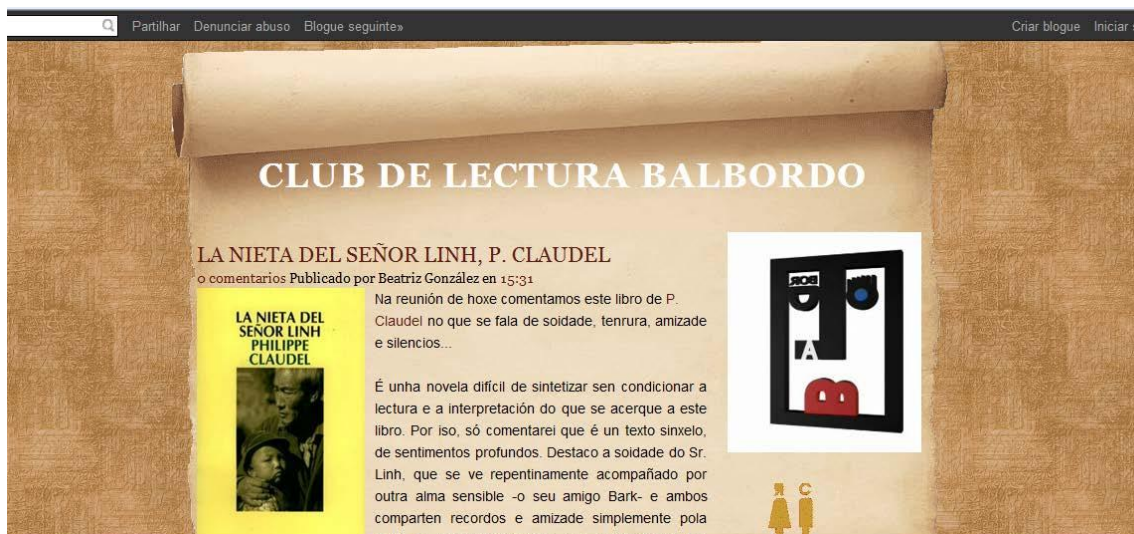 Partilhar Denunciar abuso Blogue seguinte»
Criar blogue Iniciar
CLUB DE LECTURA BALBORDO
LA NIETA DEL SEÑOR LINH, P. CLAUDEL
0 comentarios Publicado por Beatriz González en 15:31
LA NIETA DEL
SEÑOR LINH
PHILIPPE
CLAUDEL
Na reunión de hoxe comentamos este libro de P.
Claudel no que se fala de soidade, tenrura, amizade
e silencios...
É unha novela difícil de sintetizar sen condicionar a
lectura e a interpretación do que se acerque a este
libro. Por iso, só comentarei que é un texto sinxelo,
de sentimentos profundos. Destaco a soidade do Sr.
Linh, que se ve repentinamente acompañado por
outra alma sensible -o seu amigo Bark- e ambos
comparten recordos e amizade simplemente pola
A
B
C